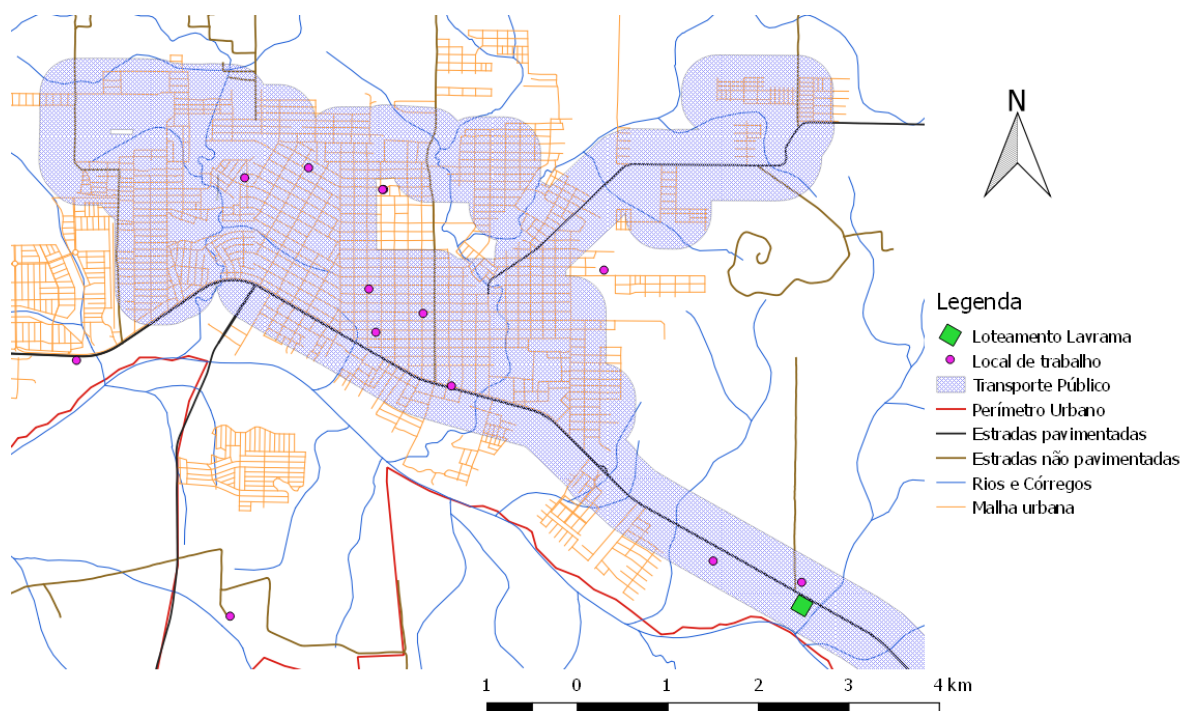 N
Legenda
Loteamento Lavrama
Local de trabalho
Transporte Público
Perímetro Urbano
Estradas pavimentadas
Estradas não pavimentadas
Rios e Córregos
Malha urbana
1 0 1 2 3 4 km